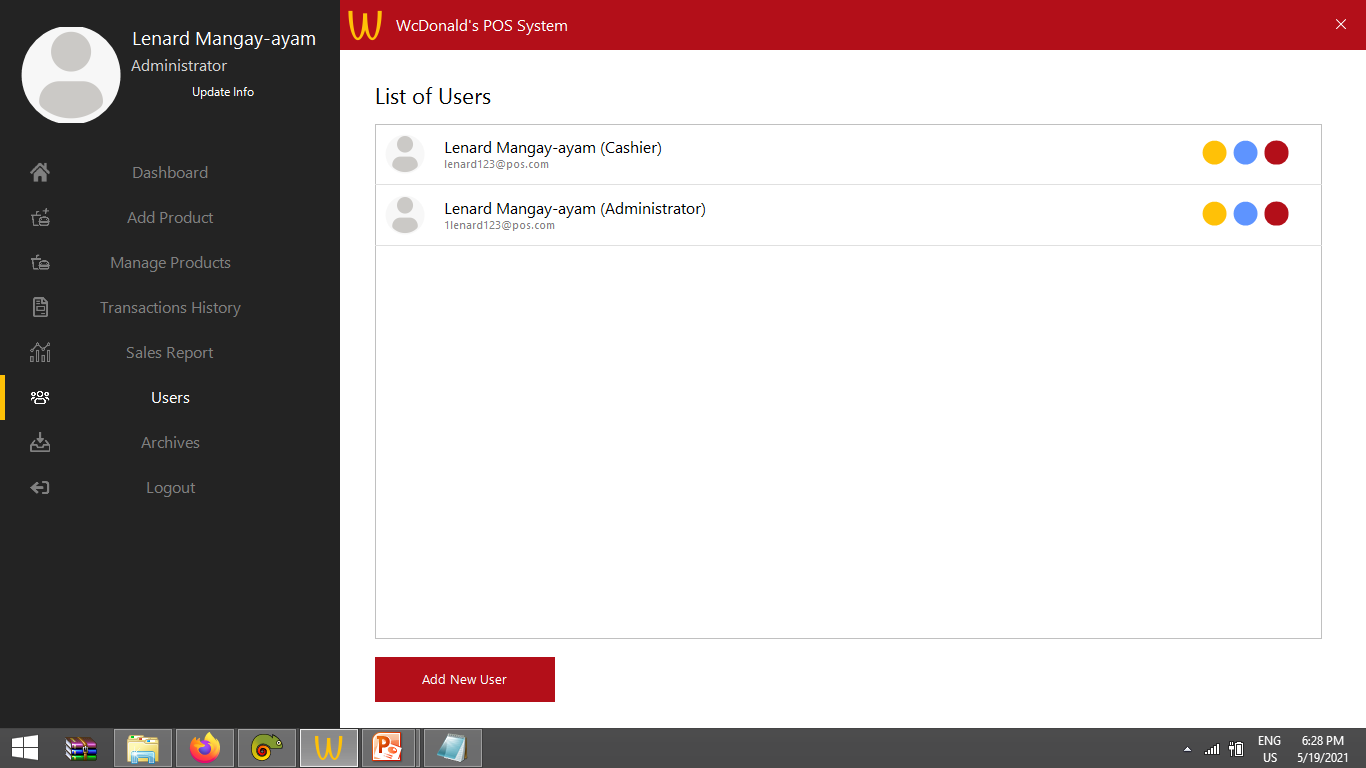 Lenard Mangay-ayam
Administrator
Update Info
Dashboard
Add Product
Manage Products
Transactions History
Sales Report
Users
Archives
Logout
WcDonald's POS System
List of Users
Lenard Mangay-ayam (Cashier)
lenard123@pos.com
Lenard Mangay-ayam (Administrator)
1lenard123@pos.com
Add New User
ENG
US
6:28 PM
5/19/2021